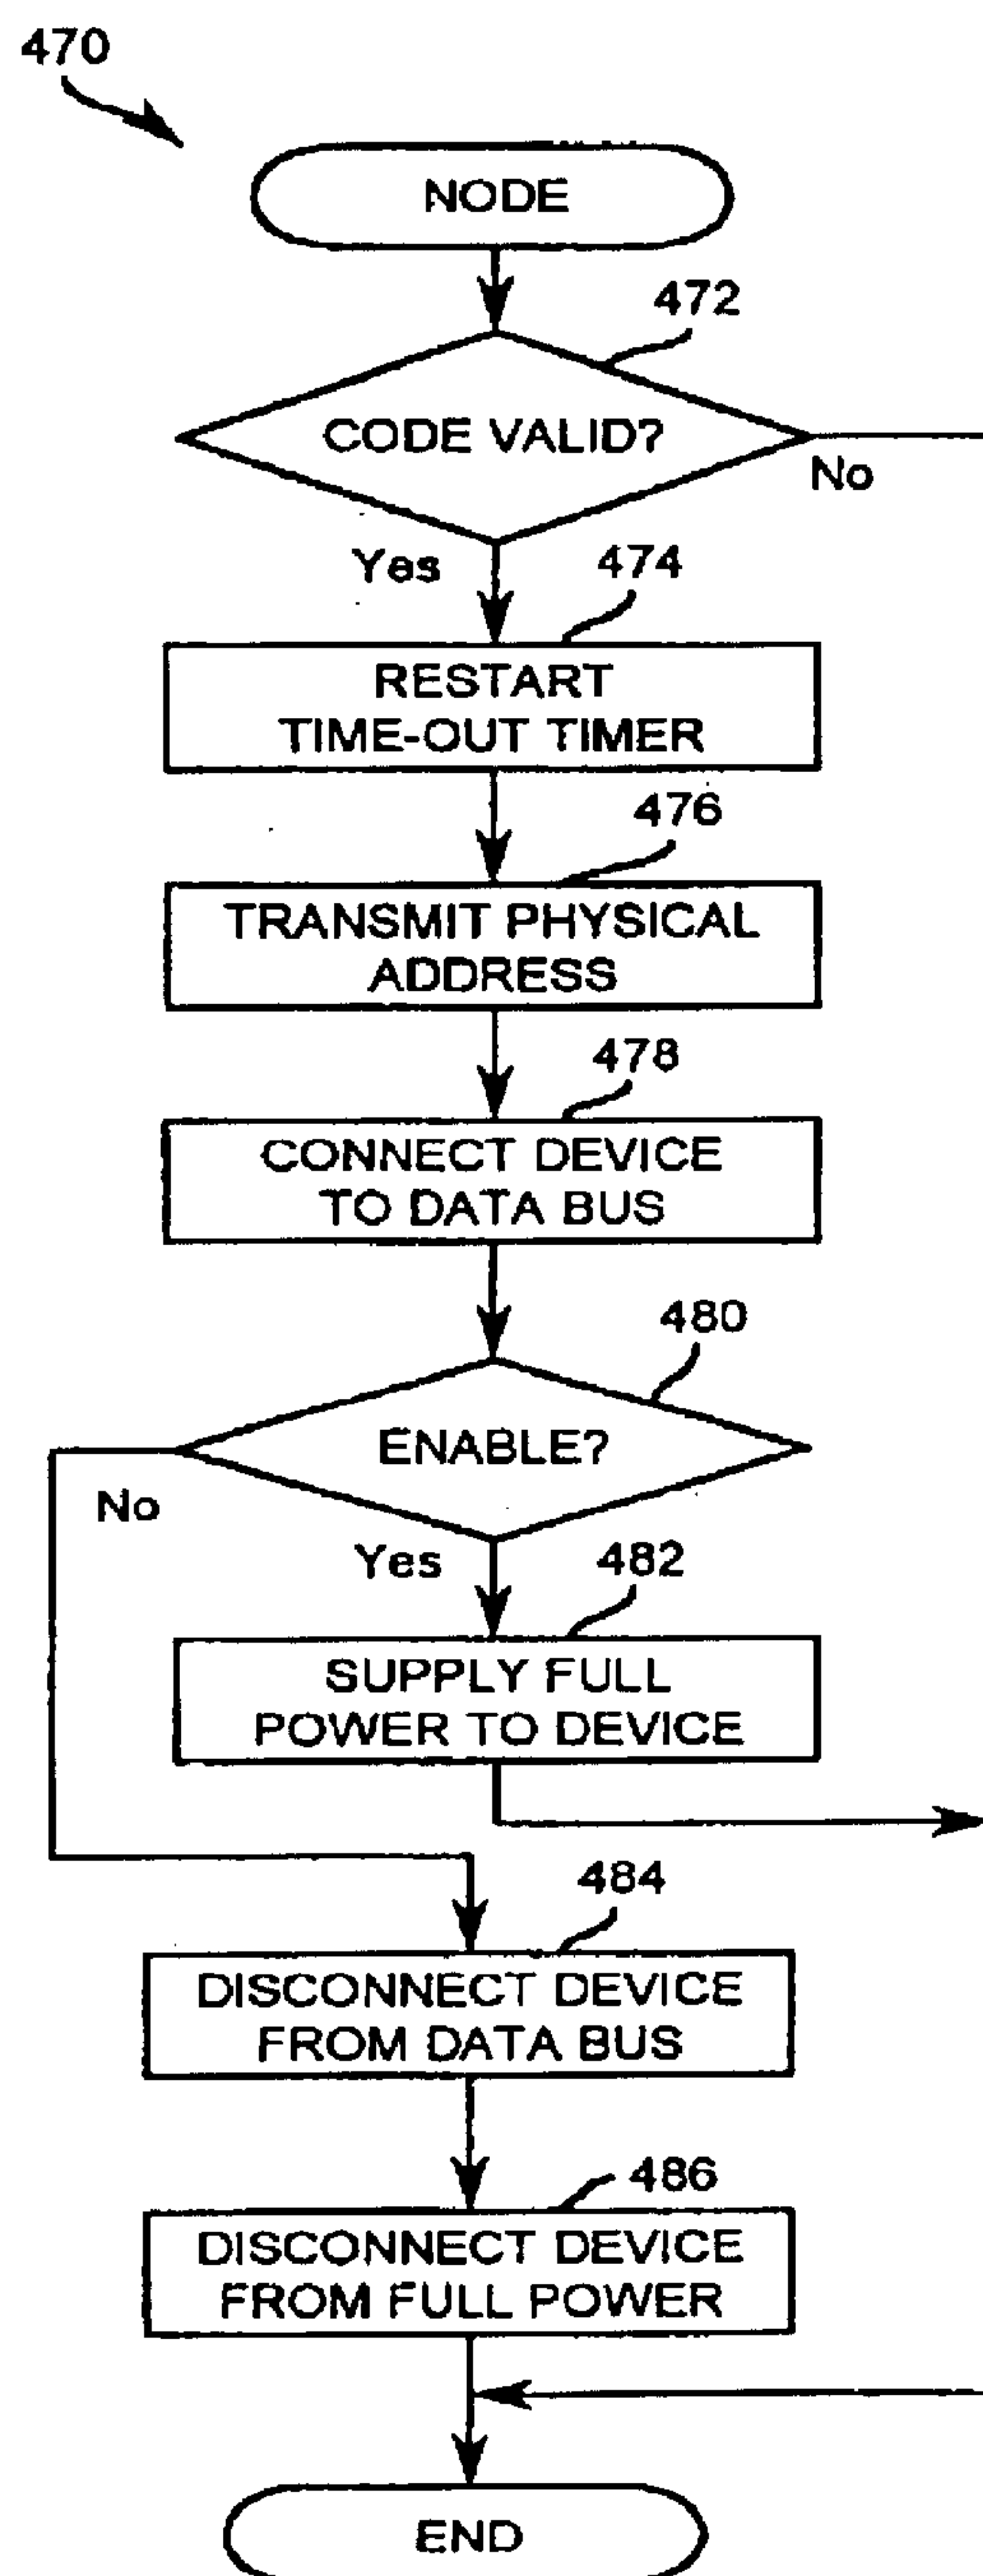 470
NODE
472
CODE VALID?
No
Yes
474
RESTART
TIME-OUT TIMER
476
TRANSMIT PHYSICAL
ADDRESS
478
CONNECT DEVICE
TO DATA BUS
480
ENABLE?
No
Yes
482
SUPPLY FULL
POWER TO DEVICE
484
DISCONNECT DEVICE
FROM DATA BUS
486
DISCONNECT DEVICE
FROM FULL POWER
END